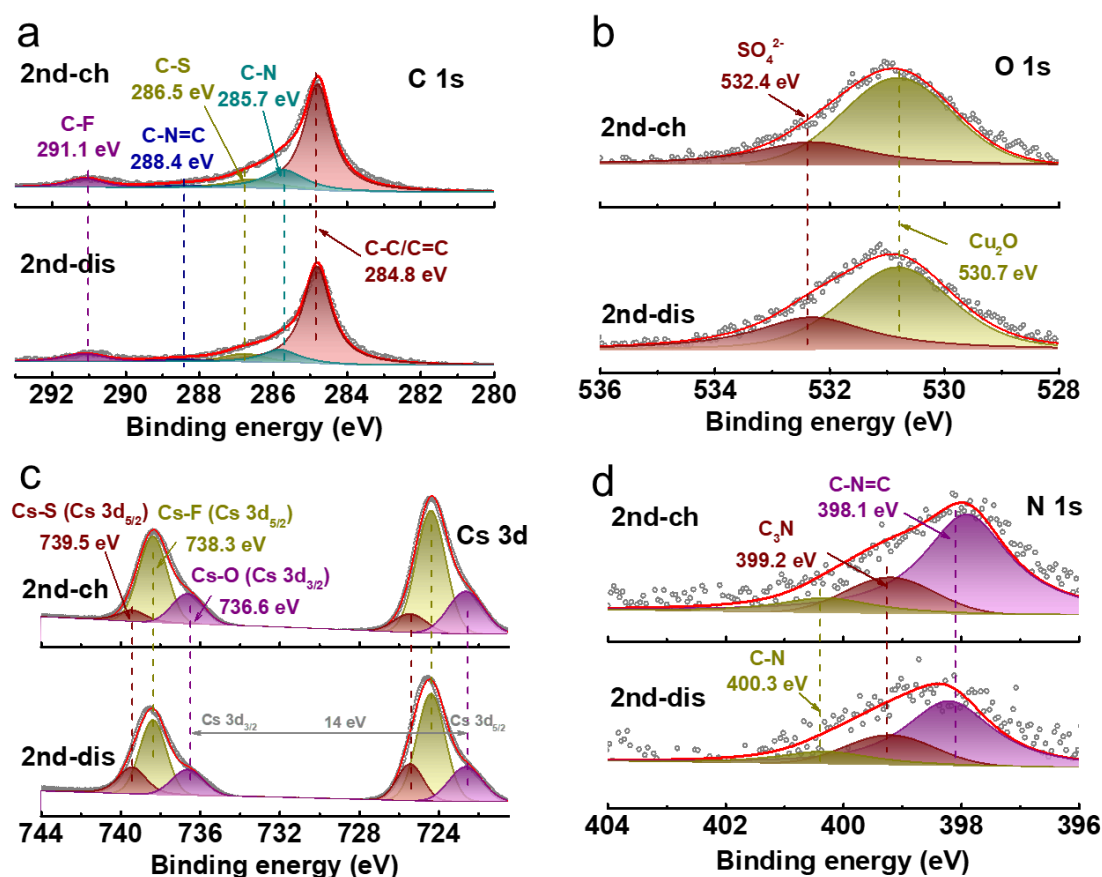 a
2nd-ch
C 1s
C-S
286.5 eV
C-N
285.7 eV
C-F
291.1 eV
C-N=C
288.4 eV
C-C/C=C
284.8 eV
2nd-dis
292 290 288 286 284 282 280
Binding energy (eV)
b
O 1s
SO₄²⁻
532.4 eV
2nd-ch
Cu₂O
530.7 eV
2nd-dis
536 534 532 530 528
Binding energy (eV)
c
Cs 3d
Cs-S (Cs 3d₅/₂)
739.5 eV
Cs-F (Cs 3d₅/₂)
738.3 eV
2nd-ch
Cs-O (Cs 3d₃/₂)
736.6 eV
2nd-dis
Cs 3d₃/₂ 14 eV Cs 3d₅/₂
744 740 736 732 728 724
Binding energy (eV)
d
N 1s
2nd-ch
C-N=C
398.1 eV
C₃N
399.2 eV
C-N
400.3 eV
2nd-dis
404 402 400 398 396
Binding energy (eV)